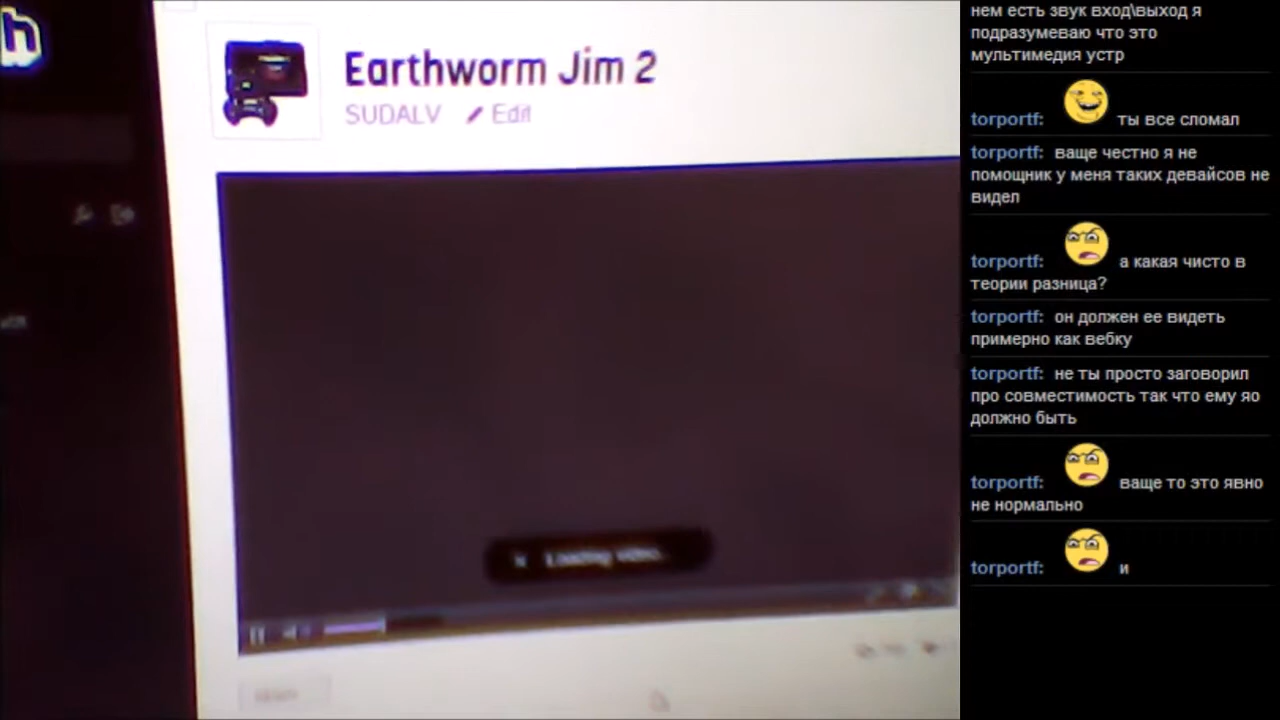 h
Earthworm Jim 2
SUDALV Edit
Loading video
нем есть звук вход\выход я
подразумеваю что это
мультимедия устр
torportf: ты все сломал
torportf: ваще честно я не
помощник у меня таких девайсов не
видел
torportf: а какая чисто в
теории разница?
torportf: он должен ее видеть
примерно как вебку
torportf: не ты просто заговорил
про совместимость так что ему яо
должно быть
torportf: ваще то это явно
не нормально
torportf: и